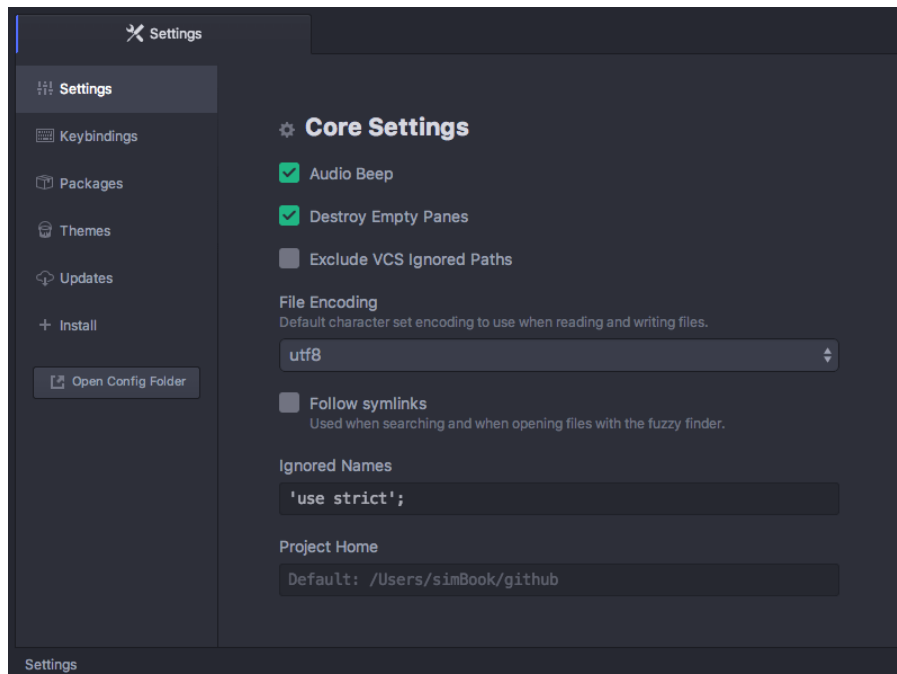 Settings
Settings
Keybindings
Packages
Themes
Updates
Install
Open Config Folder
Core Settings
Audio Beep
Destroy Empty Panes
Exclude VCS Ignored Paths
File Encoding
Default character set encoding to use when reading and writing files.
utf8
Follow symlinks
Used when searching and when opening files with the fuzzy finder.
Ignored Names
'use strict';
Project Home
Default: /Users/simBook/github
Settings